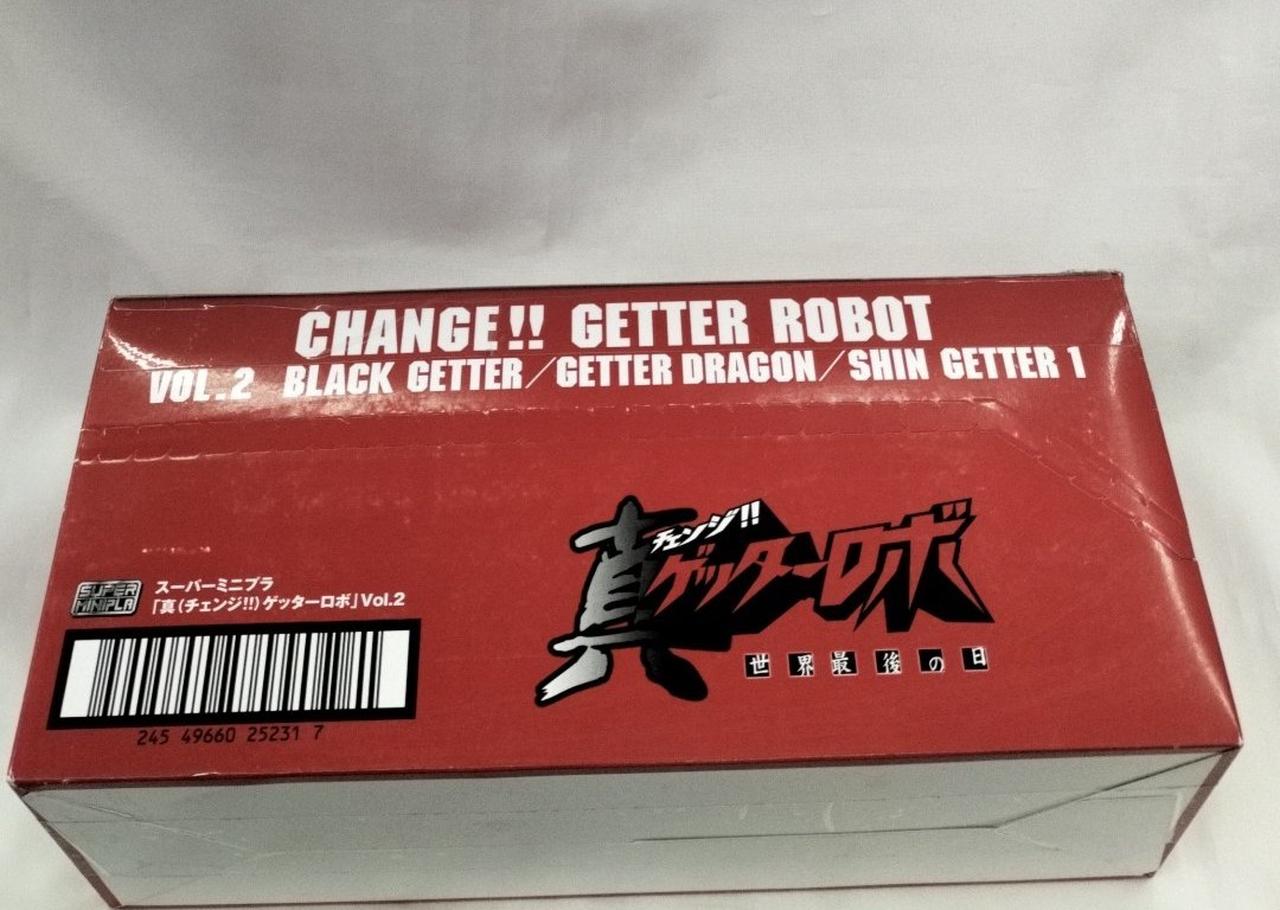 CHANGE!! GETTER ROBOT
VOL.2 BLACK GETTER/GETTER DRAGON/SHIN GETTER 1
真
チェンジ!!
ゲッターロボ
世界最後の日
SUPER MINIPLA
スーパーミニプラ
「真(チェンジ!!)ゲッターロボ」Vol.2
245 49660 25231 7